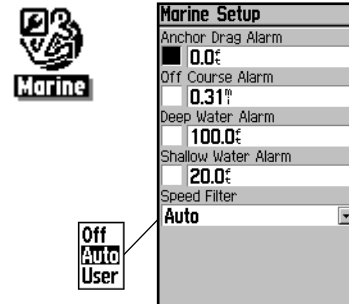 Marine
Marine Setup
Anchor Drag Alarm
0.0ft
Off Course Alarm
0.31mi
Deep Water Alarm
100.0ft
Shallow Water Alarm
20.0ft
Speed Filter
Auto
Off
Auto
User